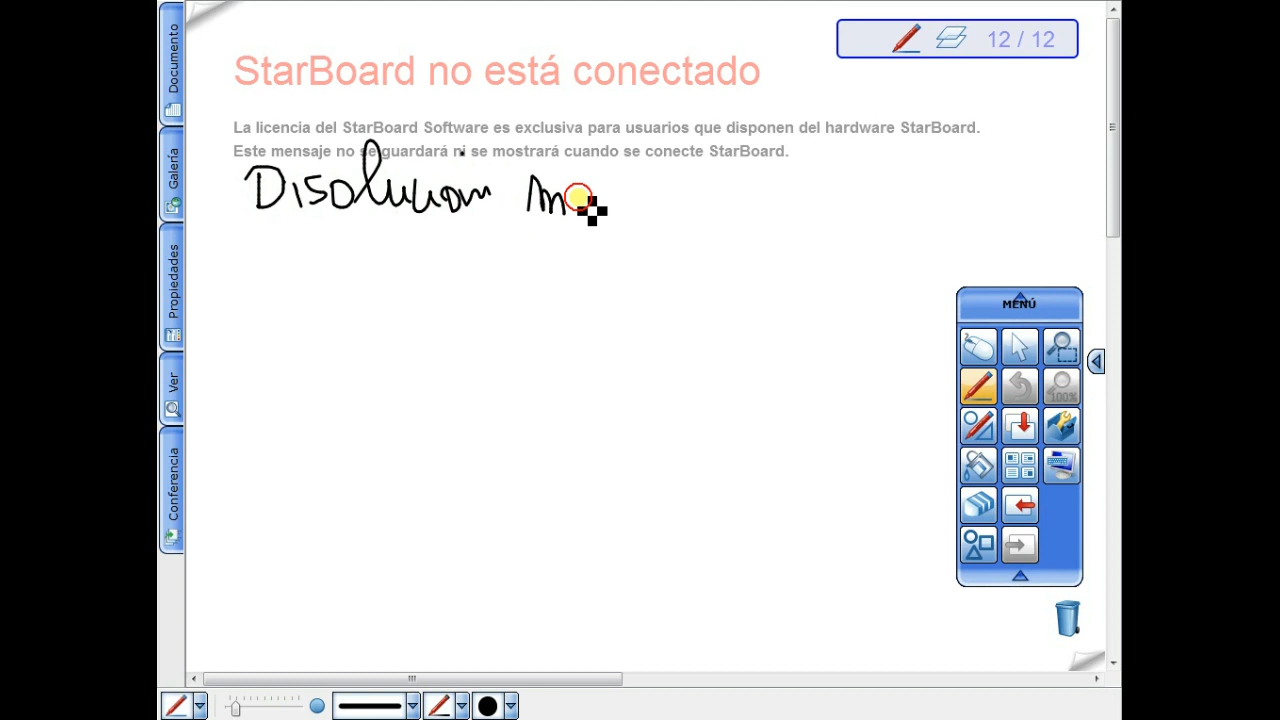 Documento
Galería
Propiedades
Ver
Conferencia
12 / 12
StarBoard no está conectado
La licencia del StarBoard Software es exclusiva para usuarios que disponen del hardware StarBoard.
Este mensaje no se guardará ni se mostrará cuando se conecte StarBoard.
Disolucion m
MENÚ
100%